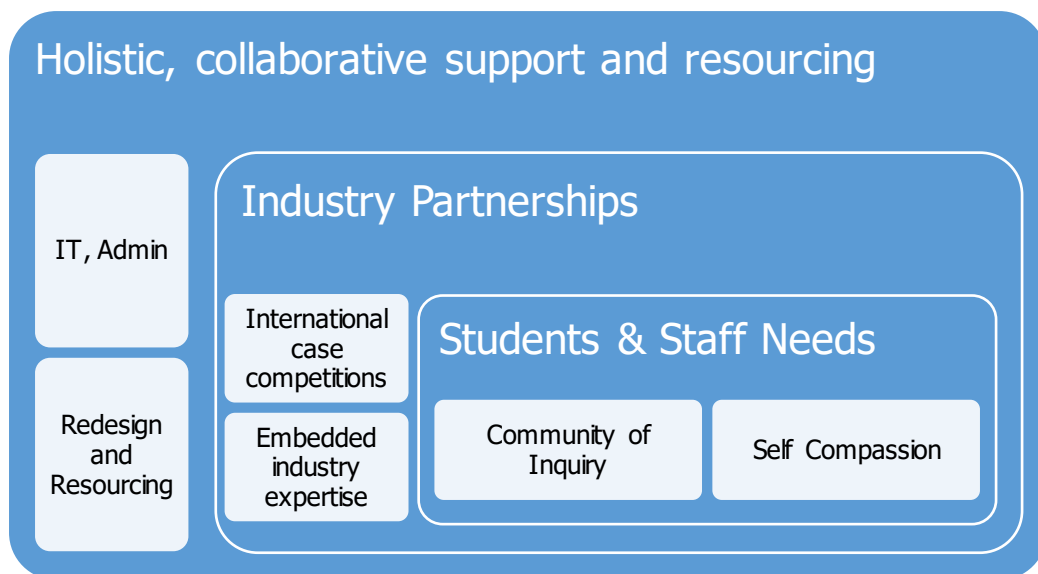 Holistic, collaborative support and resourcing
IT, Admin
Redesign
and
Resourcing
Industry Partnerships
International
case
competitions
Embedded
industry
expertise
Students & Staff Needs
Community of
Inquiry
Self Compassion